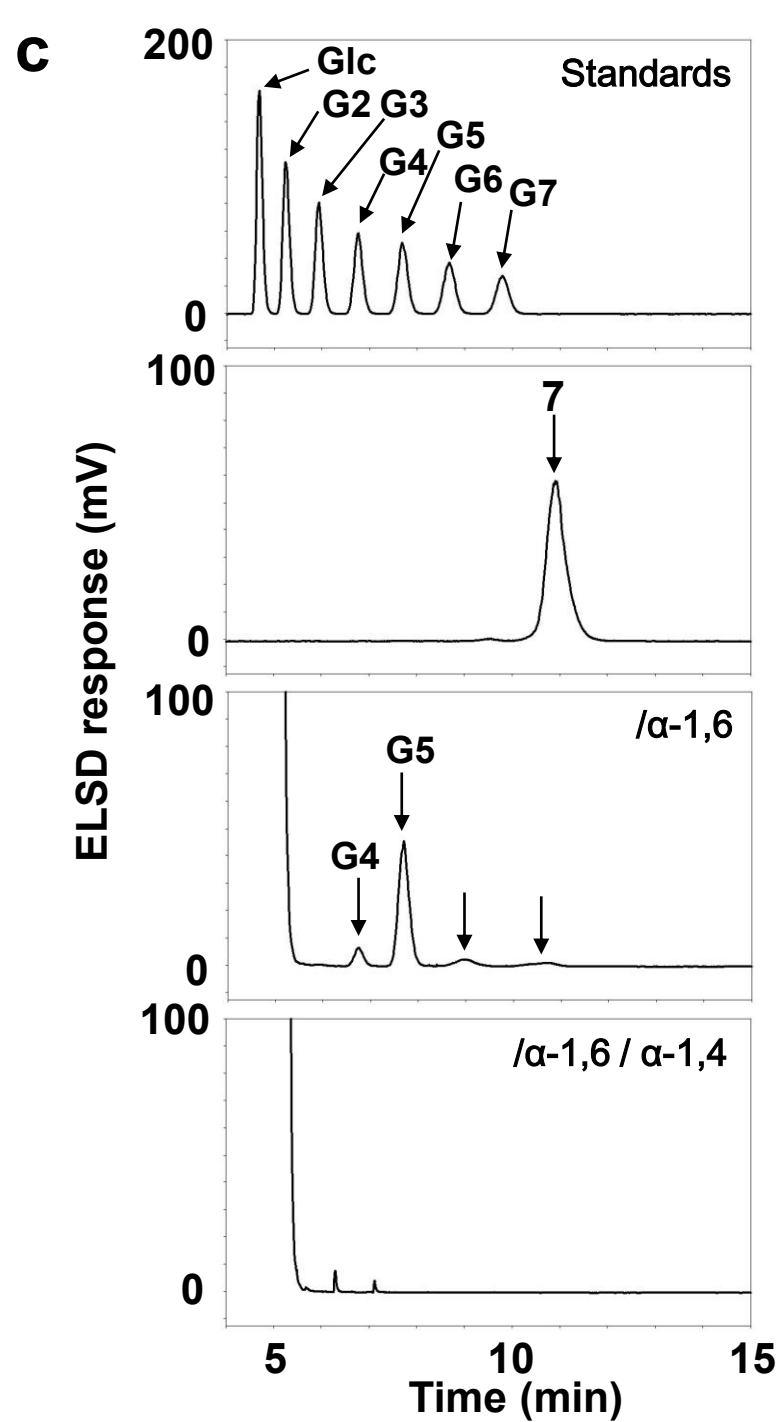 c
200
Glc
Standards
G2 G3
G4
G5
G6
G7
0
100
7
0
ELSD response (mV)
100
/α-1,6
G5
G4
0
100
/α-1,6 / α-1,4
0
5
10
15
Time (min)